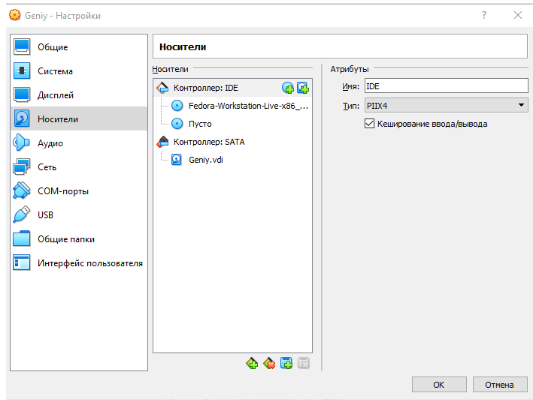 Geniy - Настройки
?
Общие
Система
Дисплей
Носители
Аудио
Сеть
COM-порты
USB
Общие папки
Интерфейс пользователя
Носители
Носители
Контроллер: IDE
Fedora-Workstation-Live-x86_...
Пусто
Контроллер: SATA
Geniy.vdi
Атрибуты
Имя: IDE
Тип: PIIX4
Кеширование ввода/вывода
OK
Отмена